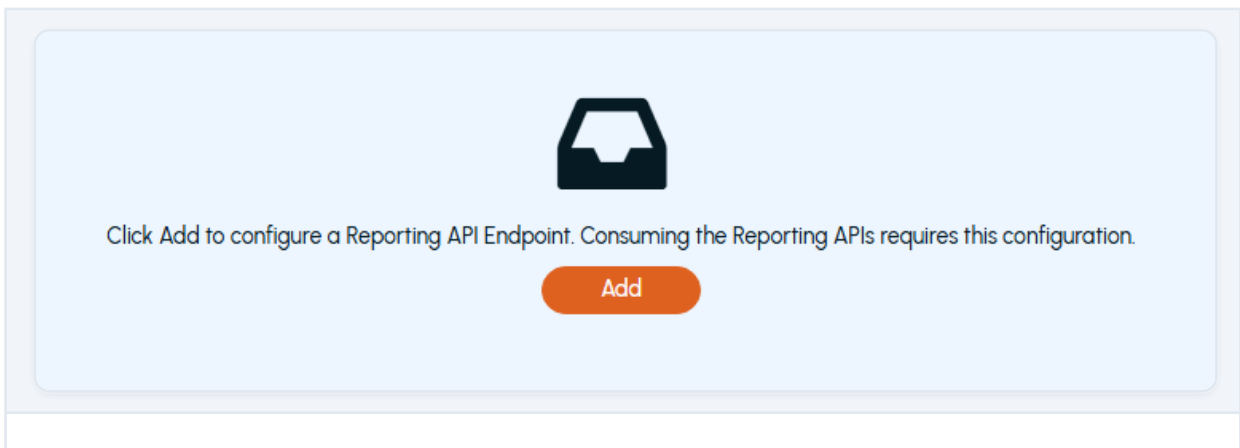 Click Add to configure a Reporting API Endpoint. Consuming the Reporting APIs requires this configuration.
Add